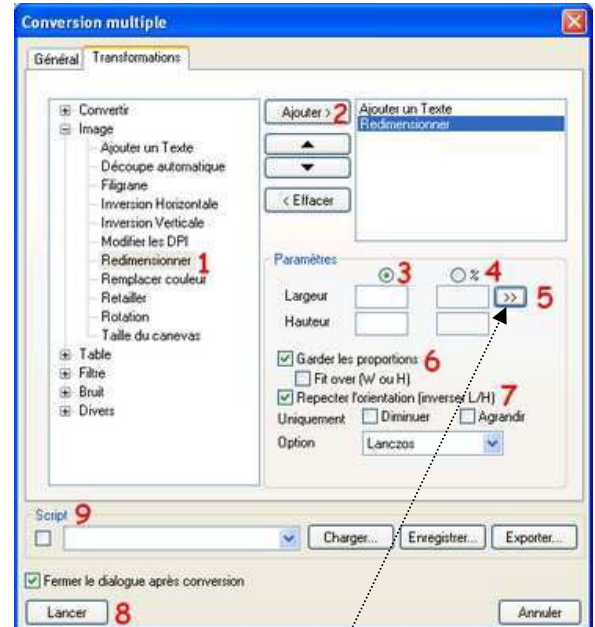 Conversion multiple
Général Transformations
Convertir
Image
Ajouter un Texte
Découpe automatique
Filigrane
Inversion Horizontale
Inversion Verticale
Modifier les DPI
Redimensionner 1
Remplacer couleur
Retailler
Rotation
Taille du canevas
Table
Filtre
Bruit
Divers
Ajouter > 2
< Effacer
Ajouter un Texte
Redimensionner
Paramètres
3 % 4
Largeur >> 5
Hauteur
Garder les proportions 6
Fit over (W ou H)
Repecter l'orientation (inverser L/H) 7
Uniquement Diminuer Agrandir
Option Lanczos
Script 9
Charger... Enregistrer... Exporter...
Fermer le dialogue après conversion
Lancer 8 Annuler